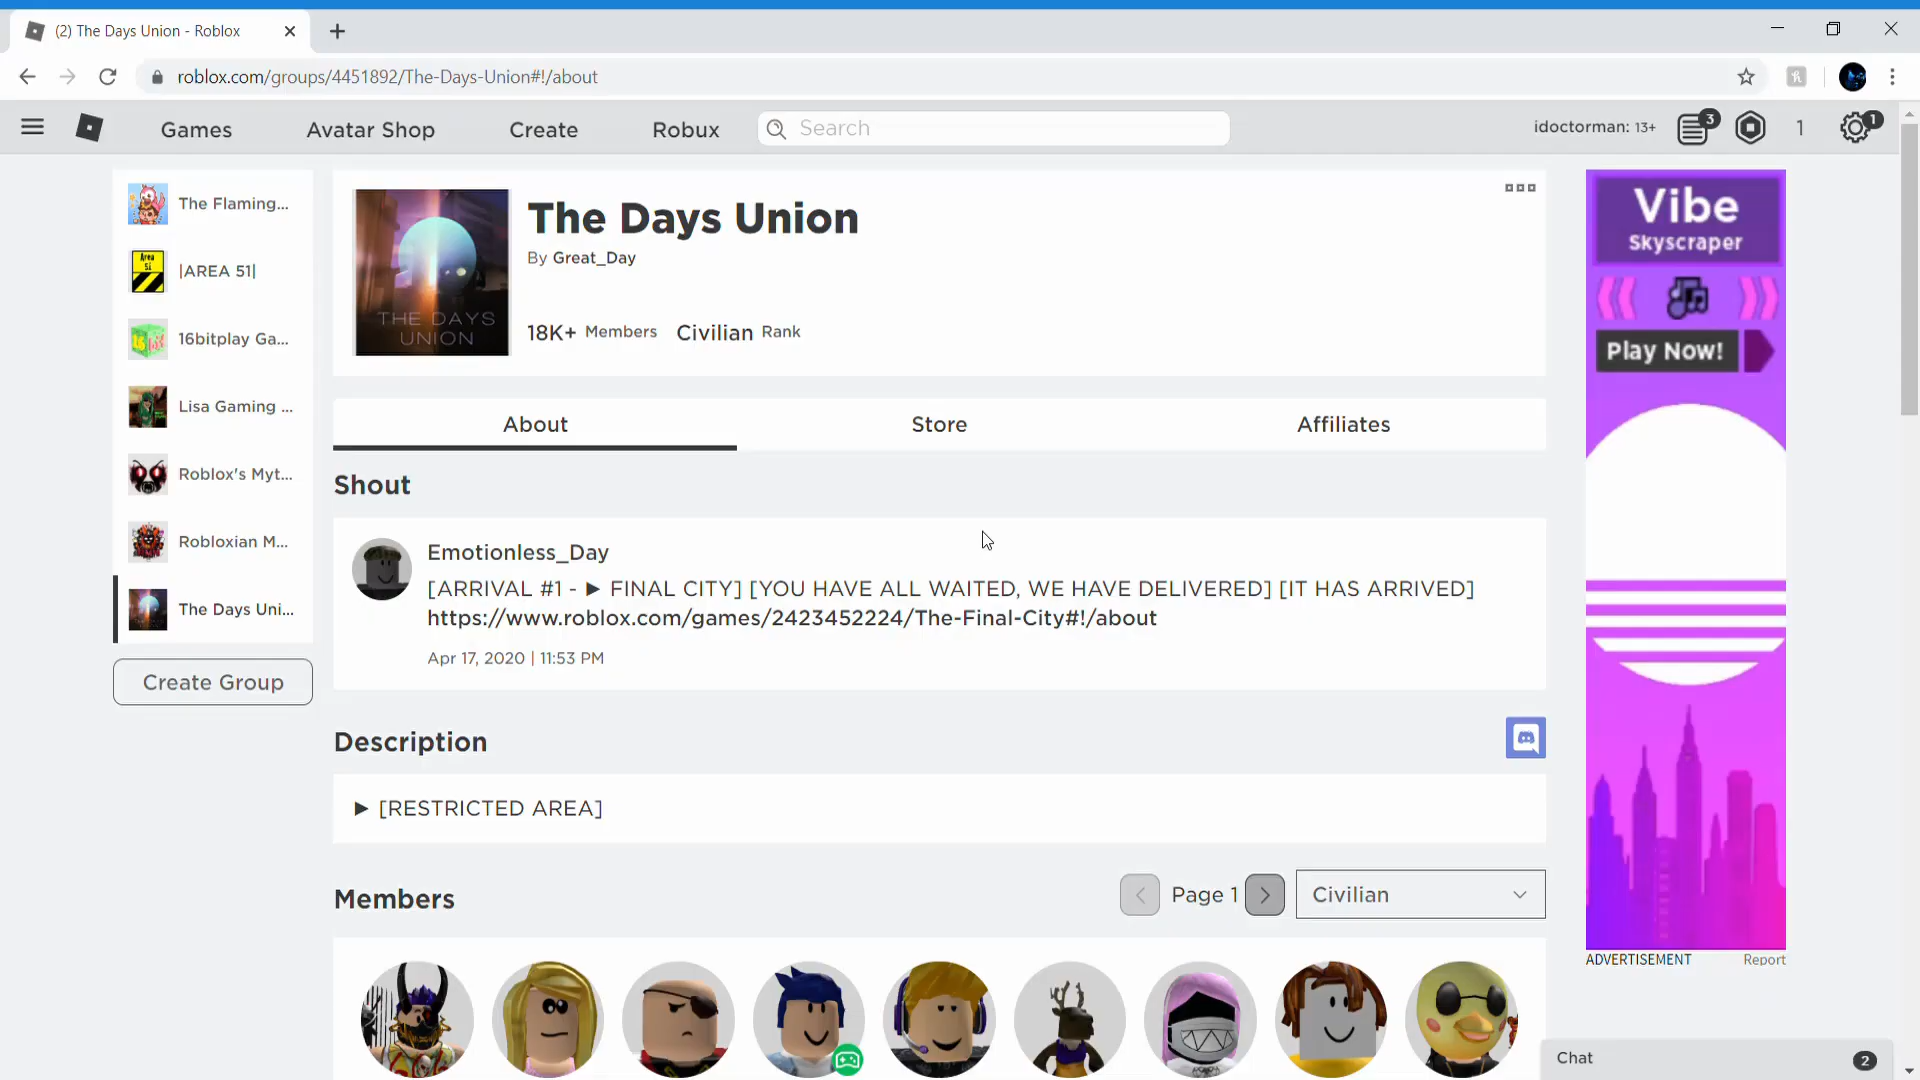 (2) The Days Union - Roblox
roblox.com/groups/4451892/The-Days-Union#!/about
Games
Avatar Shop
Create
Robux
Search
idoctorman: 13+
3
1
1
The Flaming...
Area
51
|AREA 51|
16bitplay Ga...
Lisa Gaming ...
Roblox's Myt...
Robloxian M...
The Days Uni...
Create Group
THE DAYS
UNION
The Days Union
By Great_Day
18K+ Members Civilian Rank
About
Store
Affiliates
Shout
Emotionless_Day
[ARRIVAL #1 - ► FINAL CITY] [YOU HAVE ALL WAITED, WE HAVE DELIVERED] [IT HAS ARRIVED]
https://www.roblox.com/games/2423452224/The-Final-City#!/about
Apr 17, 2020 | 11:53 PM
Description
► [RESTRICTED AREA]
Members
Page 1
Civilian
Vibe
Skyscraper
Play Now!
ADVERTISEMENT
Report
Chat
2